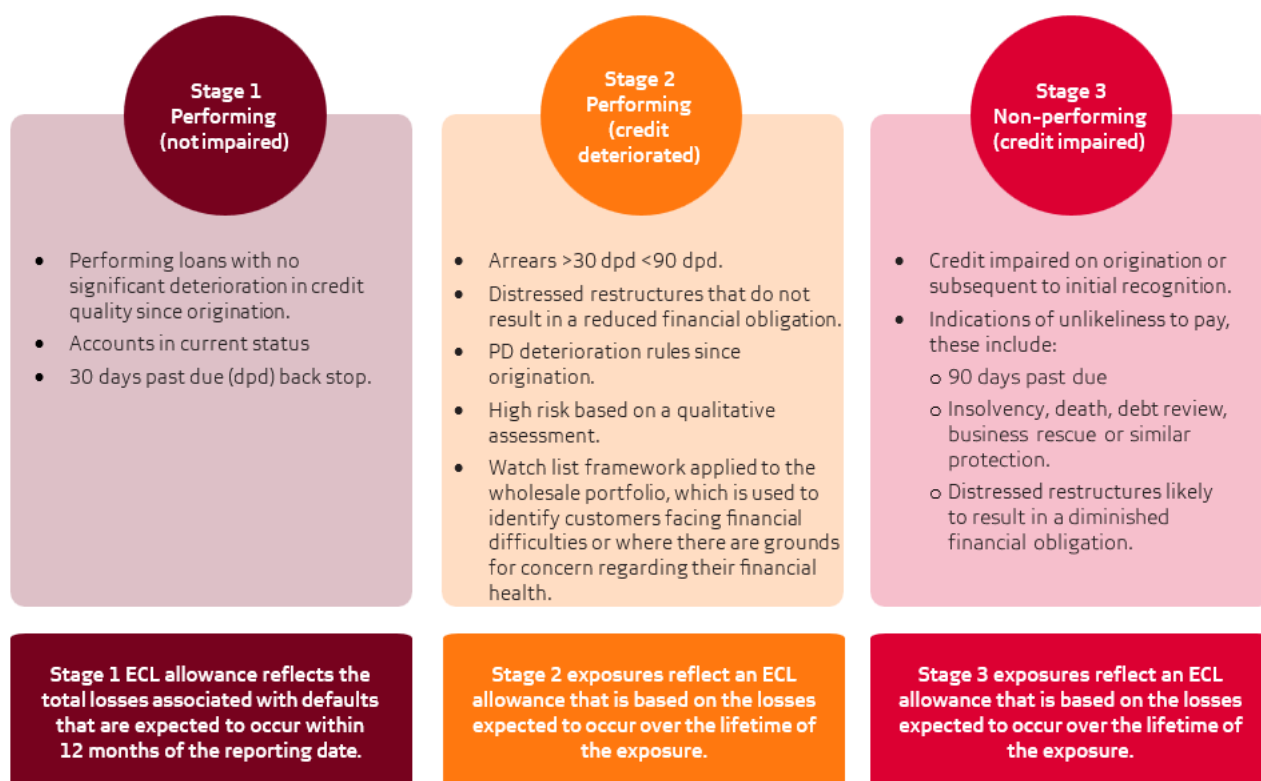 Stage 1
Performing
(not impaired)
• Performing loans with no
significant deterioration in credit
quality since origination.
• Accounts in current status
• 30 days past due (dpd) back stop.
Stage 1 ECL allowance reflects the
total losses associated with defaults
that are expected to occur within
12 months of the reporting date.
Stage 2
Performing
(credit
deteriorated)
• Arrears >30 dpd <90 dpd.
• Distressed restructures that do not
result in a reduced financial obligation.
• PD deterioration rules since
origination.
• High risk based on a qualitative
assessment.
• Watch list framework applied to the
wholesale portfolio, which is used to
identify customers facing financial
difficulties or where there are grounds
for concern regarding their financial
health.
Stage 2 exposures reflect an ECL
allowance that is based on the losses
expected to occur over the lifetime of
the exposure.
Stage 3
Non-performing
(credit impaired)
• Credit impaired on origination or
subsequent to initial recognition.
• Indications of unlikeliness to pay,
these include:
o 90 days past due
o Insolvency, death, debt review,
business rescue or similar
protection.
o Distressed restructures likely
to result in a diminished
financial obligation.
Stage 3 exposures reflect an ECL
allowance that is based on the losses
expected to occur over the lifetime of
the exposure.